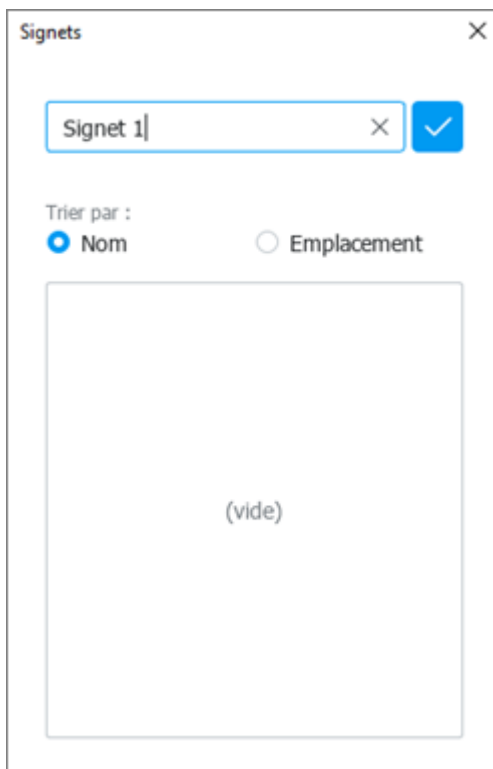 Signets
Signet 1
Trier par :
Nom
Emplacement
(vide)